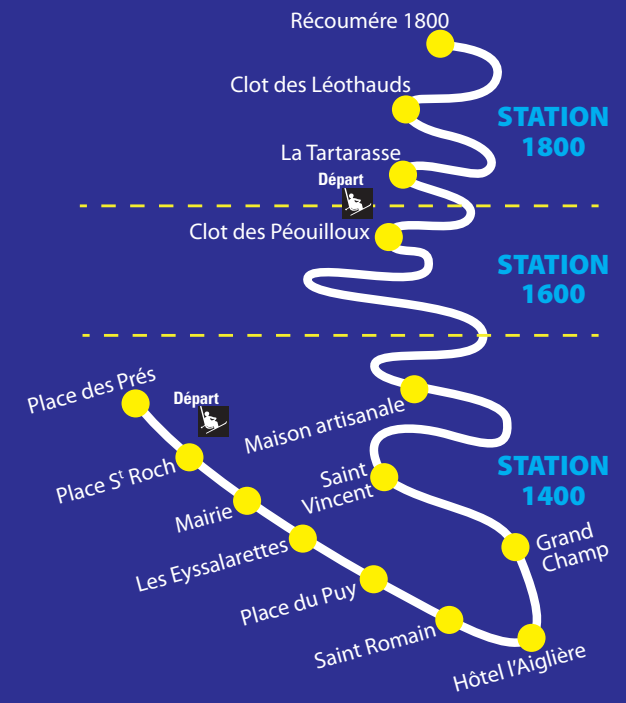 Récoumére 1800
Clot des Léothauds
STATION
1800
La Tartarasse
Départ
Clot des Péouilloux
STATION
1600
Place des Prés
Départ
Maison artisanale
Place Sᵗ Roch
Saint
Vincent
STATION
1400
Mairie
Grand
Champ
Les Eyssalarettes
Place du Puy
Saint Romain
Hôtel l'Aiglière